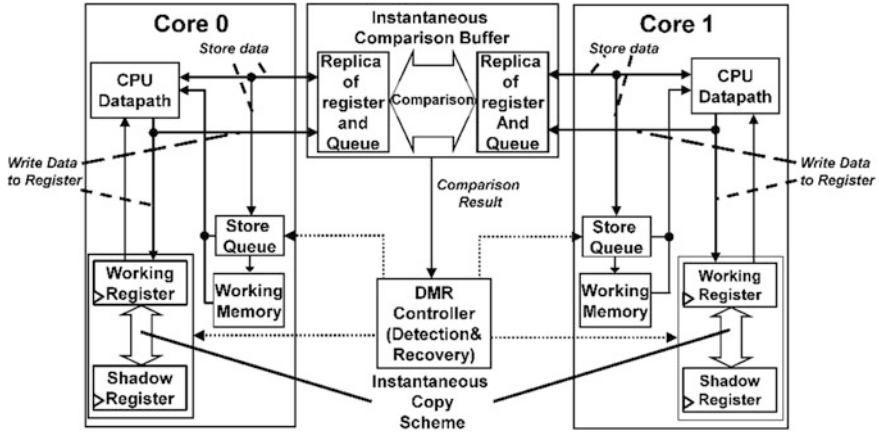 Core 0
Store data
CPU
Datapath
Write Data
to Register
Store
Queue
Working
Memory
Working
Register
Shadow
Register
Instantaneous
Comparison Buffer
Replica
of
register
and
Queue
Comparison
Replica
of
register
And
Queue
Comparison
Result
DMR
Controller
(Detection&
Recovery)
Instantaneous
Copy
Scheme
Core 1
Store data
CPU
Datapath
Write Data
to Register
Store
Queue
Working
Memory
Working
Register
Shadow
Register